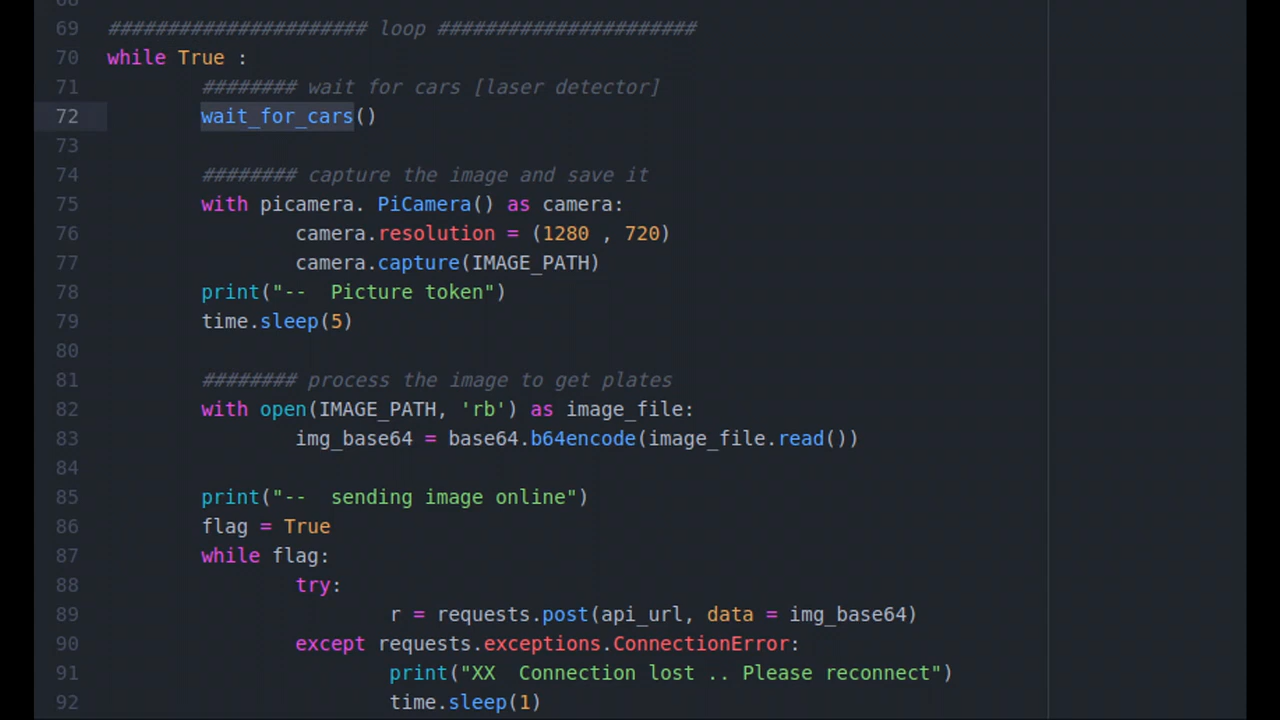 68
69 ###################### loop ######################
70 while True :
71 ######## wait for cars [laser detector]
72 wait_for_cars()
73
74 ######## capture the image and save it
75 with picamera. PiCamera() as camera:
76 camera.resolution = (1280 , 720)
77 camera.capture(IMAGE_PATH)
78 print("--  Picture token")
79 time.sleep(5)
80
81 ######## process the image to get plates
82 with open(IMAGE_PATH, 'rb') as image_file:
83 img_base64 = base64.b64encode(image_file.read())
84
85 print("--  sending image online")
86 flag = True
87 while flag:
88 try:
89 r = requests.post(api_url, data = img_base64)
90 except requests.exceptions.ConnectionError:
91 print("XX  Connection lost .. Please reconnect")
92 time.sleep(1)